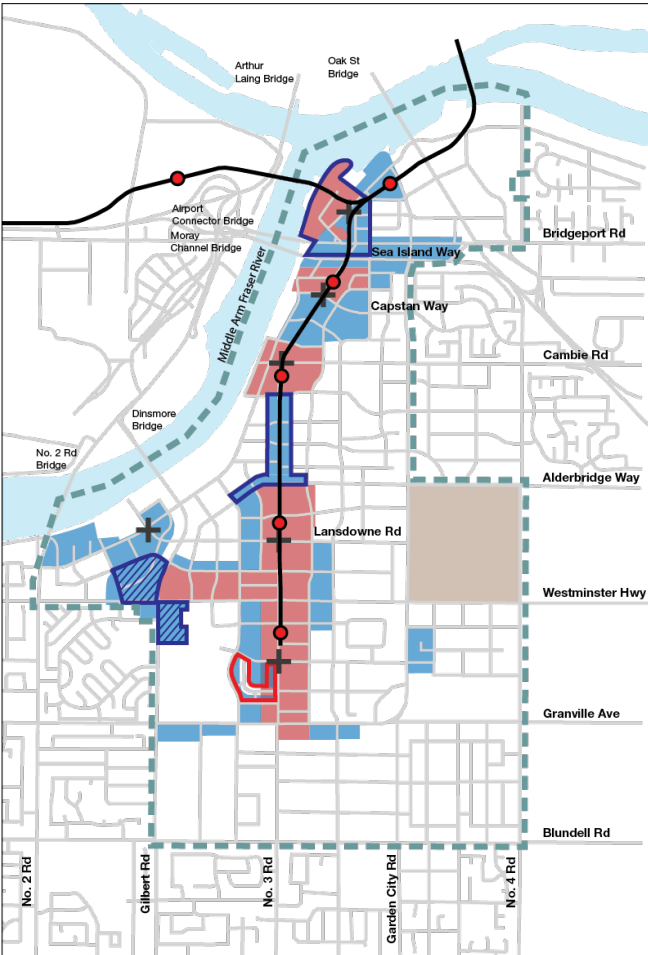 Arthur
Laing Bridge
Oak St
Bridge
Airport
Connector Bridge
Moray
Channel Bridge
Bridgeport Rd
Sea Island Way
Middle Arm Fraser River
Capstan Way
Cambie Rd
Dinsmore
Bridge
No. 2 Rd
Bridge
Alderbridge Way
Lansdowne Rd
Westminster Hwy
Granville Ave
Blundell Rd
No. 2 Rd
Gilbert Rd
No. 3 Rd
Garden City Rd
No. 4 Rd